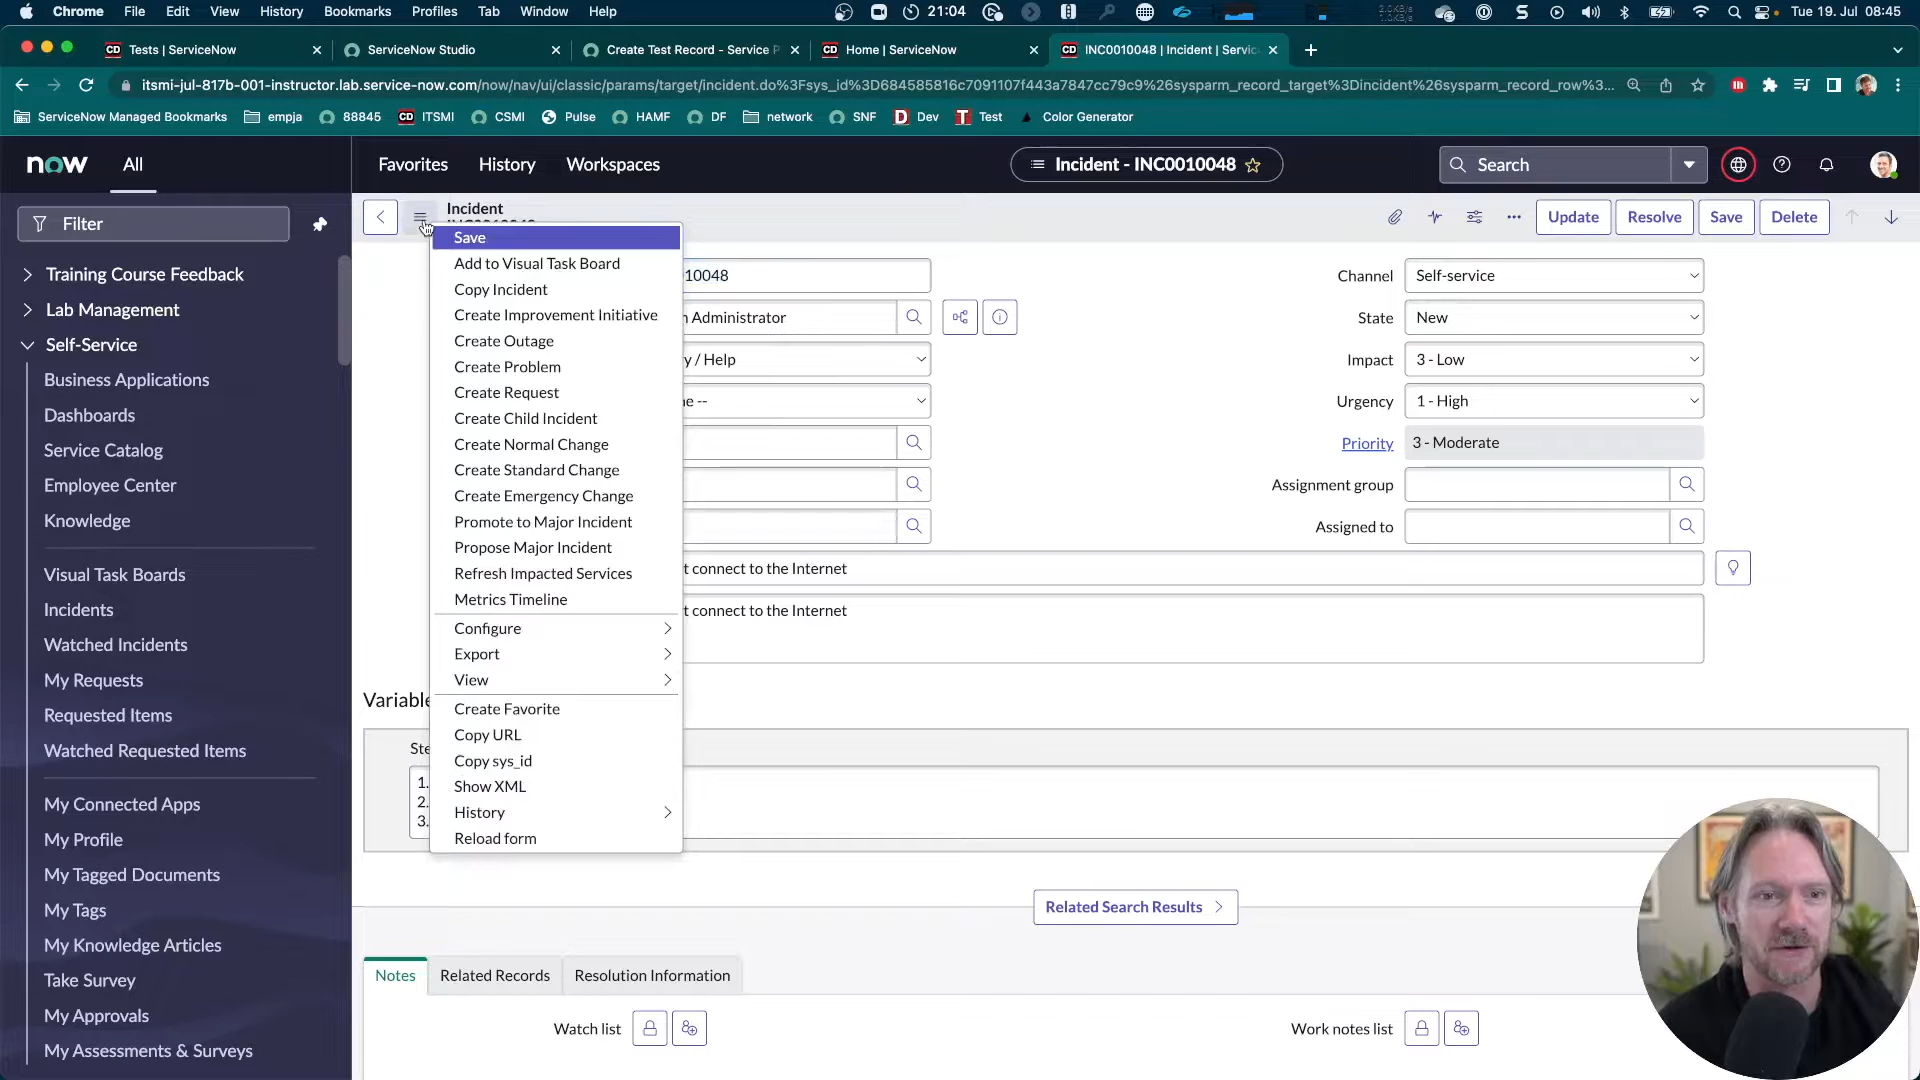 Chrome File Edit View History Bookmarks Profiles Tab Window Help 21:04 Tue 19. Jul 08:45
CD Tests | ServiceNow ServiceNow Studio Create Test Record - Service P CD Home | ServiceNow CD INC0010048 | Incident | Service
itsmi-jul-817b-001-instructor.lab.service-now.com/now/nav/ui/classic/params/target/incident.do%3Fsys_id%3D684585816c7091107f443a7847cc79c9%26sysparm_record_target%3Dincident%26sysparm_record_row%3...
ServiceNow Managed Bookmarks empja 88845 CD ITSMI CSMI Pulse HAMF DF network SNF D Dev T Test Color Generator
now All Favorites History Workspaces Incident - INC0010048 Search
Filter
Training Course Feedback
Lab Management
Self-Service
Business Applications
Dashboards
Service Catalog
Employee Center
Knowledge
Visual Task Boards
Incidents
Watched Incidents
My Requests
Requested Items
Watched Requested Items
My Connected Apps
My Profile
My Tagged Documents
My Tags
My Knowledge Articles
Take Survey
My Approvals
My Assessments & Surveys
Incident
Update Resolve Save Delete
Save
Add to Visual Task Board
Copy Incident
Create Improvement Initiative
Create Outage
Create Problem
Create Request
Create Child Incident
Create Normal Change
Create Standard Change
Create Emergency Change
Promote to Major Incident
Propose Major Incident
Refresh Impacted Services
Metrics Timeline
Configure
Export
View
Create Favorite
Copy URL
Copy sys_id
Show XML
History
Reload form
10048
n Administrator
y / Help
ne --
t connect to the Internet
t connect to the Internet
Channel Self-service
State New
Impact 3 - Low
Urgency 1 - High
Priority 3 - Moderate
Assignment group
Assigned to
Variable
Ste
1.
2.
3.
Related Search Results
Notes Related Records Resolution Information
Watch list Work notes list